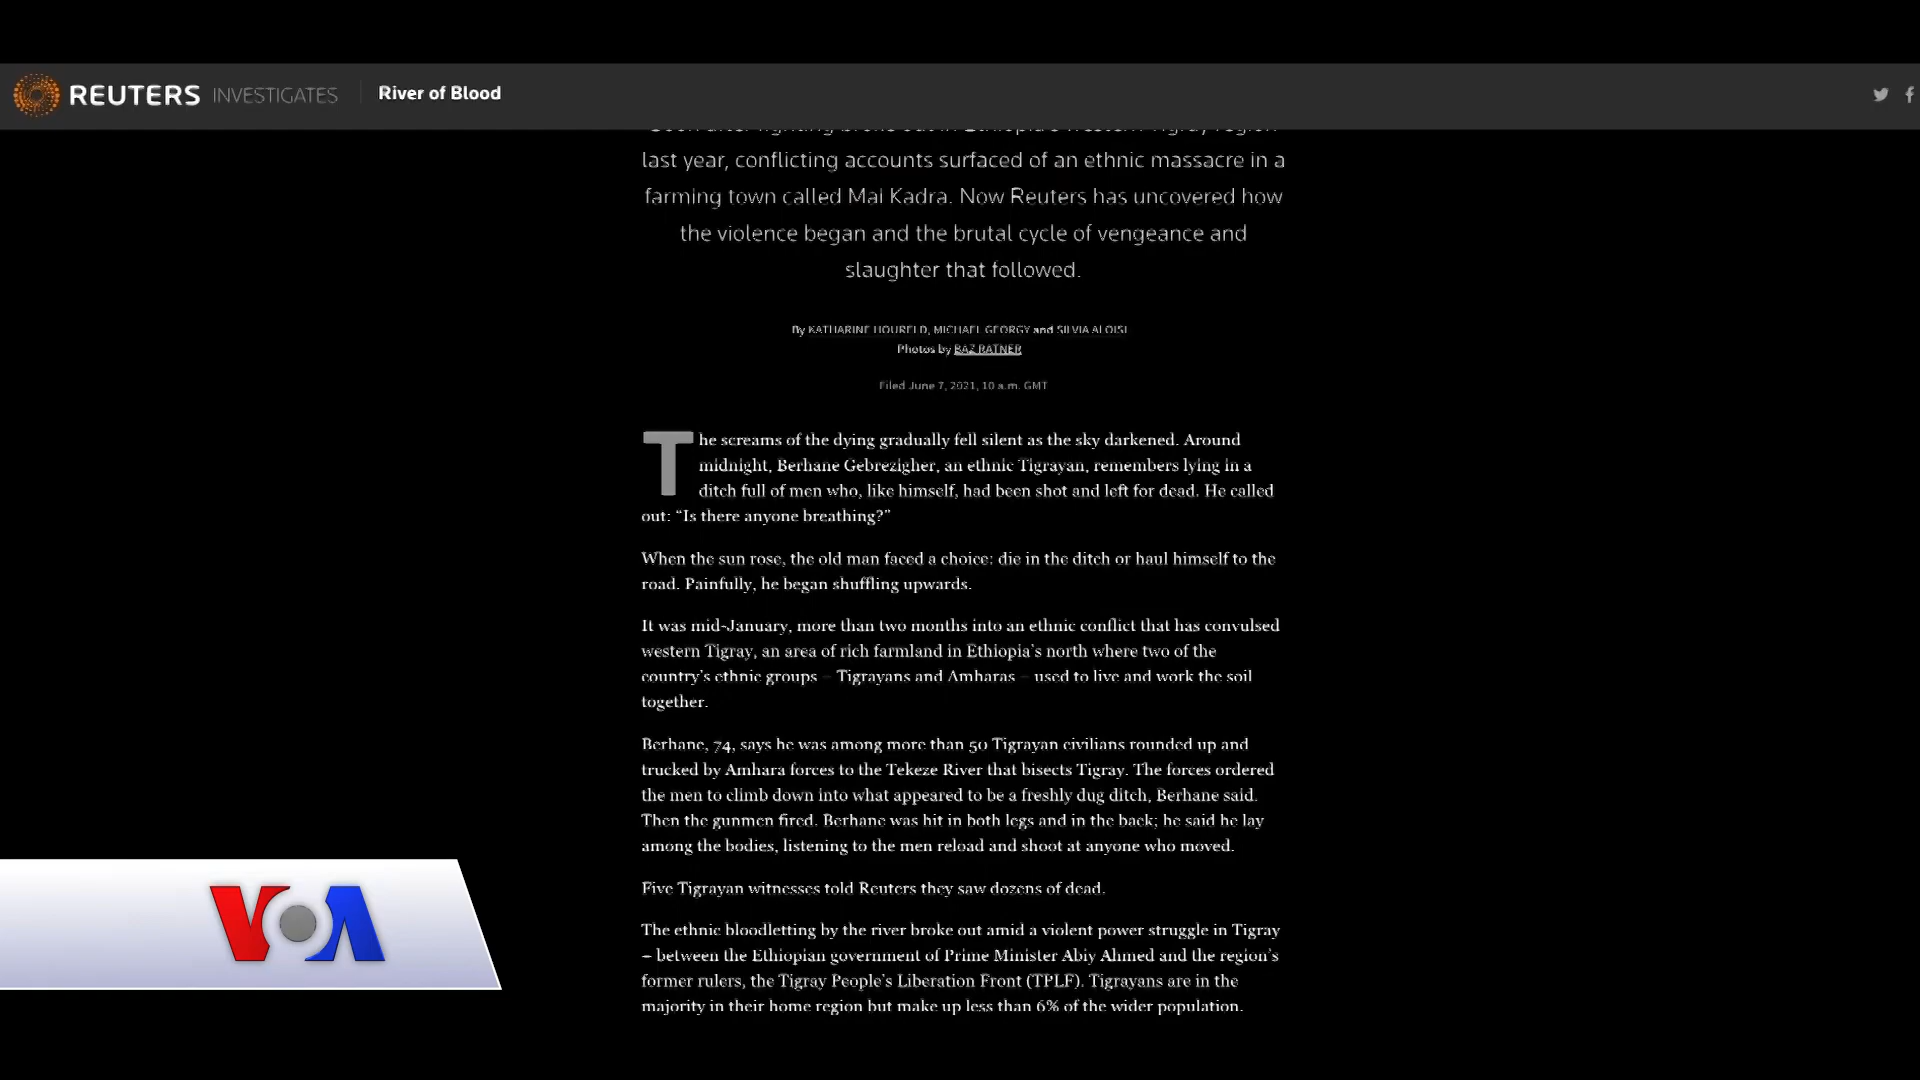 REUTERS INVESTIGATES River of Blood
Soon after fighting broke out in Ethiopia's western Tigray region
last year, conflicting accounts surfaced of an ethnic massacre in a
farming town called Mai Kadra. Now Reuters has uncovered how
the violence began and the brutal cycle of vengeance and
slaughter that followed.
By KATHARINE HOURELD, MICHAEL GEORGY and SILVIA ALOISI
Photos by BAZ RATNER
Filed June 7, 2021, 10 a.m. GMT
The screams of the dying gradually fell silent as the sky darkened. Around
midnight, Berhane Gebrezigher, an ethnic Tigrayan, remembers lying in a
ditch full of men who, like himself, had been shot and left for dead. He called
out: “Is there anyone breathing?”
When the sun rose, the old man faced a choice: die in the ditch or haul himself to the
road. Painfully, he began shuffling upwards.
It was mid-January, more than two months into an ethnic conflict that has convulsed
western Tigray, an area of rich farmland in Ethiopia’s north where two of the
country’s ethnic groups – Tigrayans and Amharas – used to live and work the soil
together.
Berhane, 74, says he was among more than 50 Tigrayan civilians rounded up and
trucked by Amhara forces to the Tekeze River that bisects Tigray. The forces ordered
the men to climb down into what appeared to be a freshly dug ditch, Berhane said.
Then the gunmen fired. Berhane was hit in both legs and in the back; he said he lay
among the bodies, listening to the men reload and shoot at anyone who moved.
Five Tigrayan witnesses told Reuters they saw dozens of dead.
The ethnic bloodletting by the river broke out amid a violent power struggle in Tigray
– between the Ethiopian government of Prime Minister Abiy Ahmed and the region’s
former rulers, the Tigray People’s Liberation Front (TPLF). Tigrayans are in the
majority in their home region but make up less than 6% of the wider population.
VOA